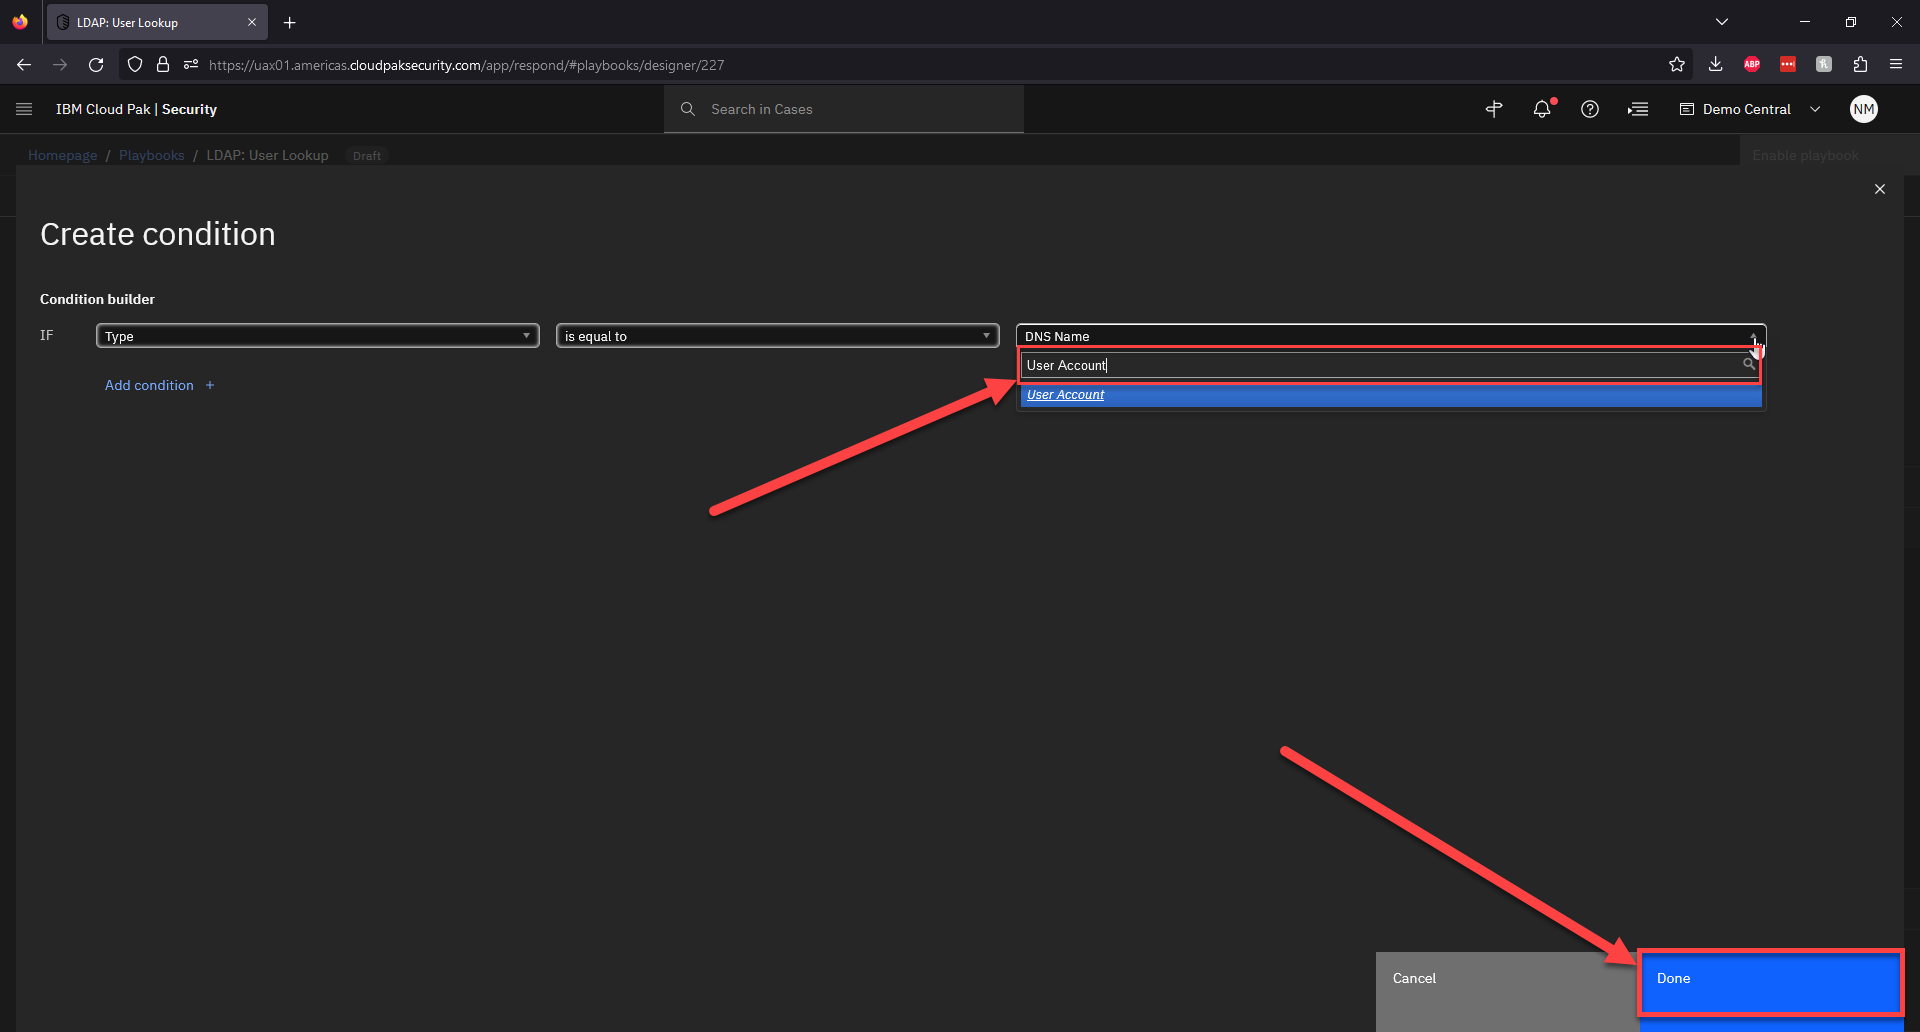 LDAP: User Lookup
https://uax01.americas.cloudpaksecurity.com/app/respond/#playbooks/designer/227
ABP
IBM Cloud Pak | Security
Search in Cases
Demo Central
NM
Homepage / Playbooks / LDAP: User Lookup Draft
Enable playbook
Create condition
Condition builder
IF Type is equal to DNS Name
User Account
Add condition +
User Account
Cancel
Done